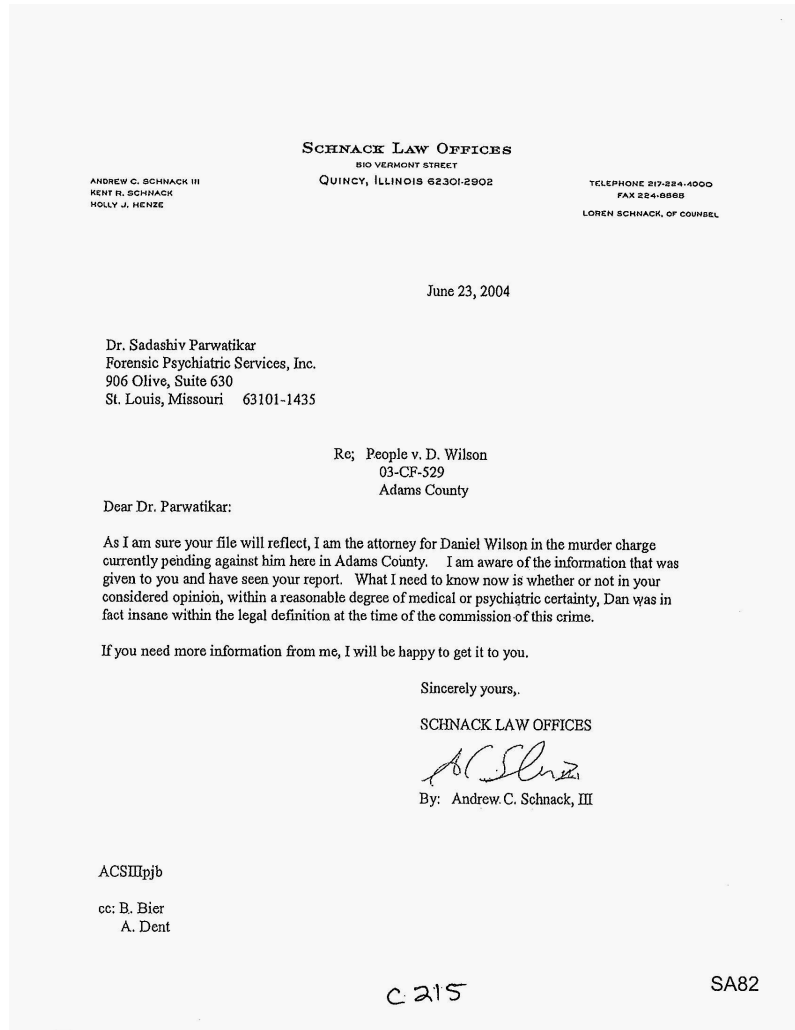 SCHNACK LAW OFFICES
510 VERMONT STREET
QUINCY, ILLINOIS 62301-2902
ANDREW C. SCHNACK III
KENT R. SCHNACK
HOLLY J. HENZE
TELEPHONE 217-224-4000
FAX 224-8868
LOREN SCHNACK, OF COUNSEL
June 23, 2004
Dr. Sadashiv Parwatikar
Forensic Psychiatric Services, Inc.
906 Olive, Suite 630
St. Louis, Missouri 63101-1435
Re; People v. D. Wilson
03-CF-529
Adams County
Dear Dr. Parwatikar:
As I am sure your file will reflect, I am the attorney for Daniel Wilson in the murder charge
currently pending against him here in Adams County. I am aware of the information that was
given to you and have seen your report. What I need to know now is whether or not in your
considered opinion, within a reasonable degree of medical or psychiatric certainty, Dan was in
fact insane within the legal definition at the time of the commission of this crime.
If you need more information from me, I will be happy to get it to you.
Sincerely yours,.
SCHNACK LAW OFFICES
By: Andrew. C. Schnack, III
ACSIIIpjb
cc: B. Bier
A. Dent
C 215
SA82